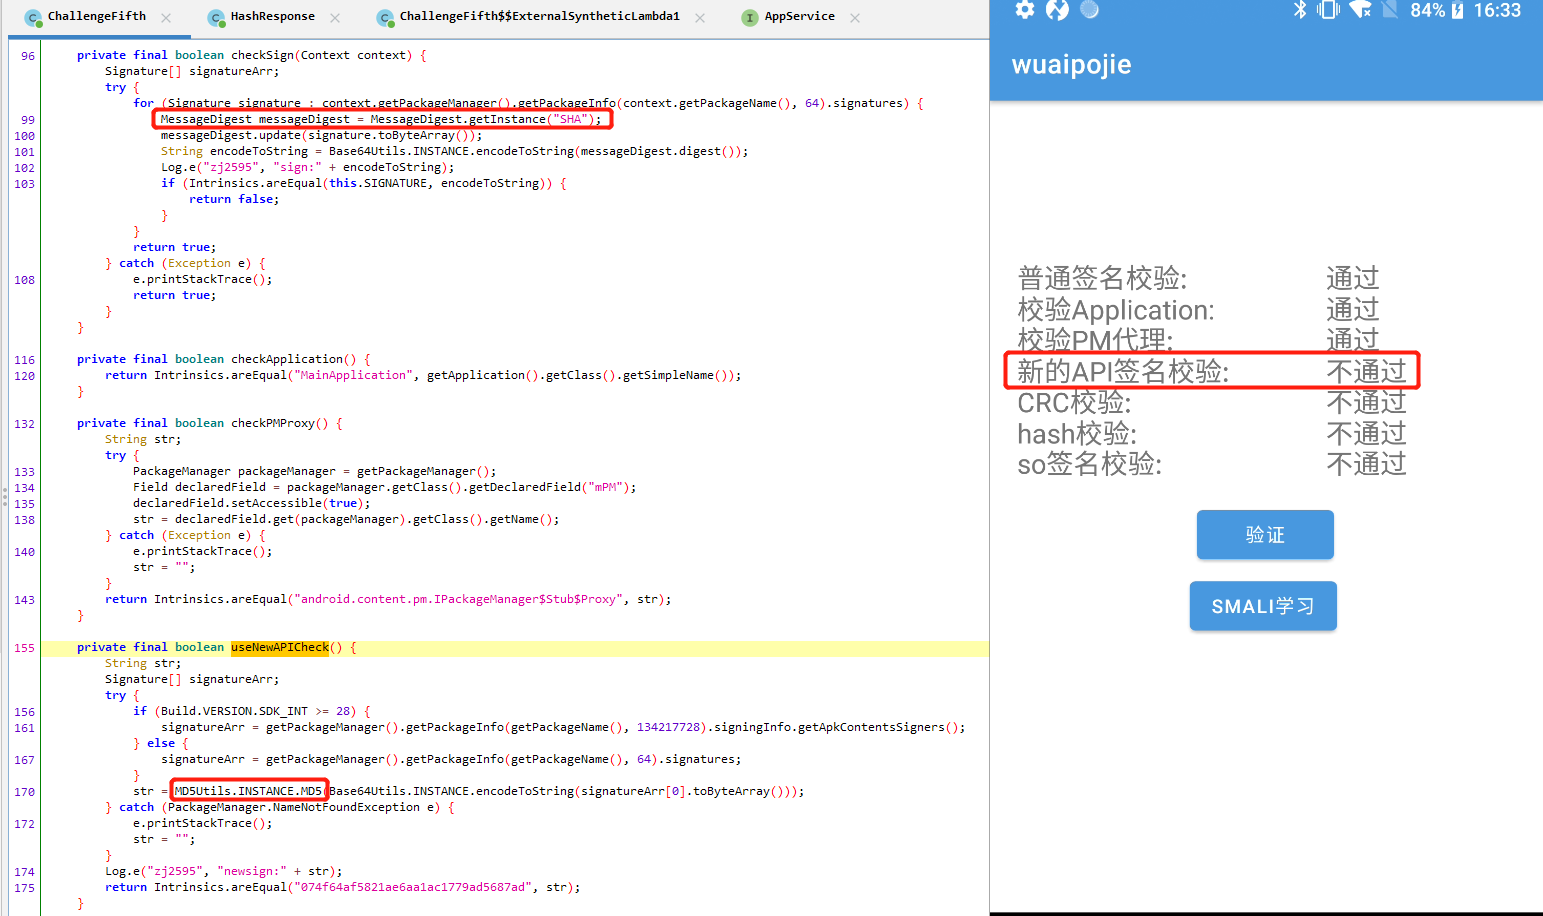 ChallengeFifth
HashResponse
ChallengeFifth$$ExternalSyntheticLambda1
AppService
96 private final boolean checkSign(Context context) {
Signature[] signatureArr;
try {
for (Signature signature : context.getPackageManager().getPackageInfo(context.getPackageName(), 64).signatures) {
99 MessageDigest messageDigest = MessageDigest.getInstance("SHA");
100 messageDigest.update(signature.toByteArray());
101 String encodeToString = Base64Utils.INSTANCE.encodeToString(messageDigest.digest());
102 Log.e("zj2595", "sign:" + encodeToString);
103 if (Intrinsics.areEqual(this.SIGNATURE, encodeToString)) {
return false;
}
}
return true;
} catch (Exception e) {
108 e.printStackTrace();
return true;
}
}
116 private final boolean checkApplication() {
120 return Intrinsics.areEqual("MainApplication", getApplication().getClass().getSimpleName());
}
132 private final boolean checkPMProxy() {
String str;
try {
133 PackageManager packageManager = getPackageManager();
134 Field declaredField = packageManager.getClass().getDeclaredField("mPM");
135 declaredField.setAccessible(true);
138 str = declaredField.get(packageManager).getClass().getName();
} catch (Exception e) {
140 e.printStackTrace();
str = "";
}
143 return Intrinsics.areEqual("android.content.pm.IPackageManager$Stub$Proxy", str);
}
155 private final boolean useNewAPICheck() {
String str;
Signature[] signatureArr;
try {
156 if (Build.VERSION.SDK_INT >= 28) {
161 signatureArr = getPackageManager().getPackageInfo(getPackageName(), 134217728).signingInfo.getApkContentsSigners();
} else {
167 signatureArr = getPackageManager().getPackageInfo(getPackageName(), 64).signatures;
}
170 str = MD5Utils.INSTANCE.MD5(Base64Utils.INSTANCE.encodeToString(signatureArr[0].toByteArray()));
} catch (PackageManager.NameNotFoundException e) {
172 e.printStackTrace();
str = "";
}
174 Log.e("zj2595", "newsign:" + str);
175 return Intrinsics.areEqual("074f64af5821ae6aa1ac1779ad5687ad", str);
}
84% 16:33
wuaipojie
普通签名校验: 通过
校验Application: 通过
校验PM代理: 通过
新的API签名校验: 不通过
CRC校验: 不通过
hash校验: 不通过
so签名校验: 不通过
验证
SMALI学习